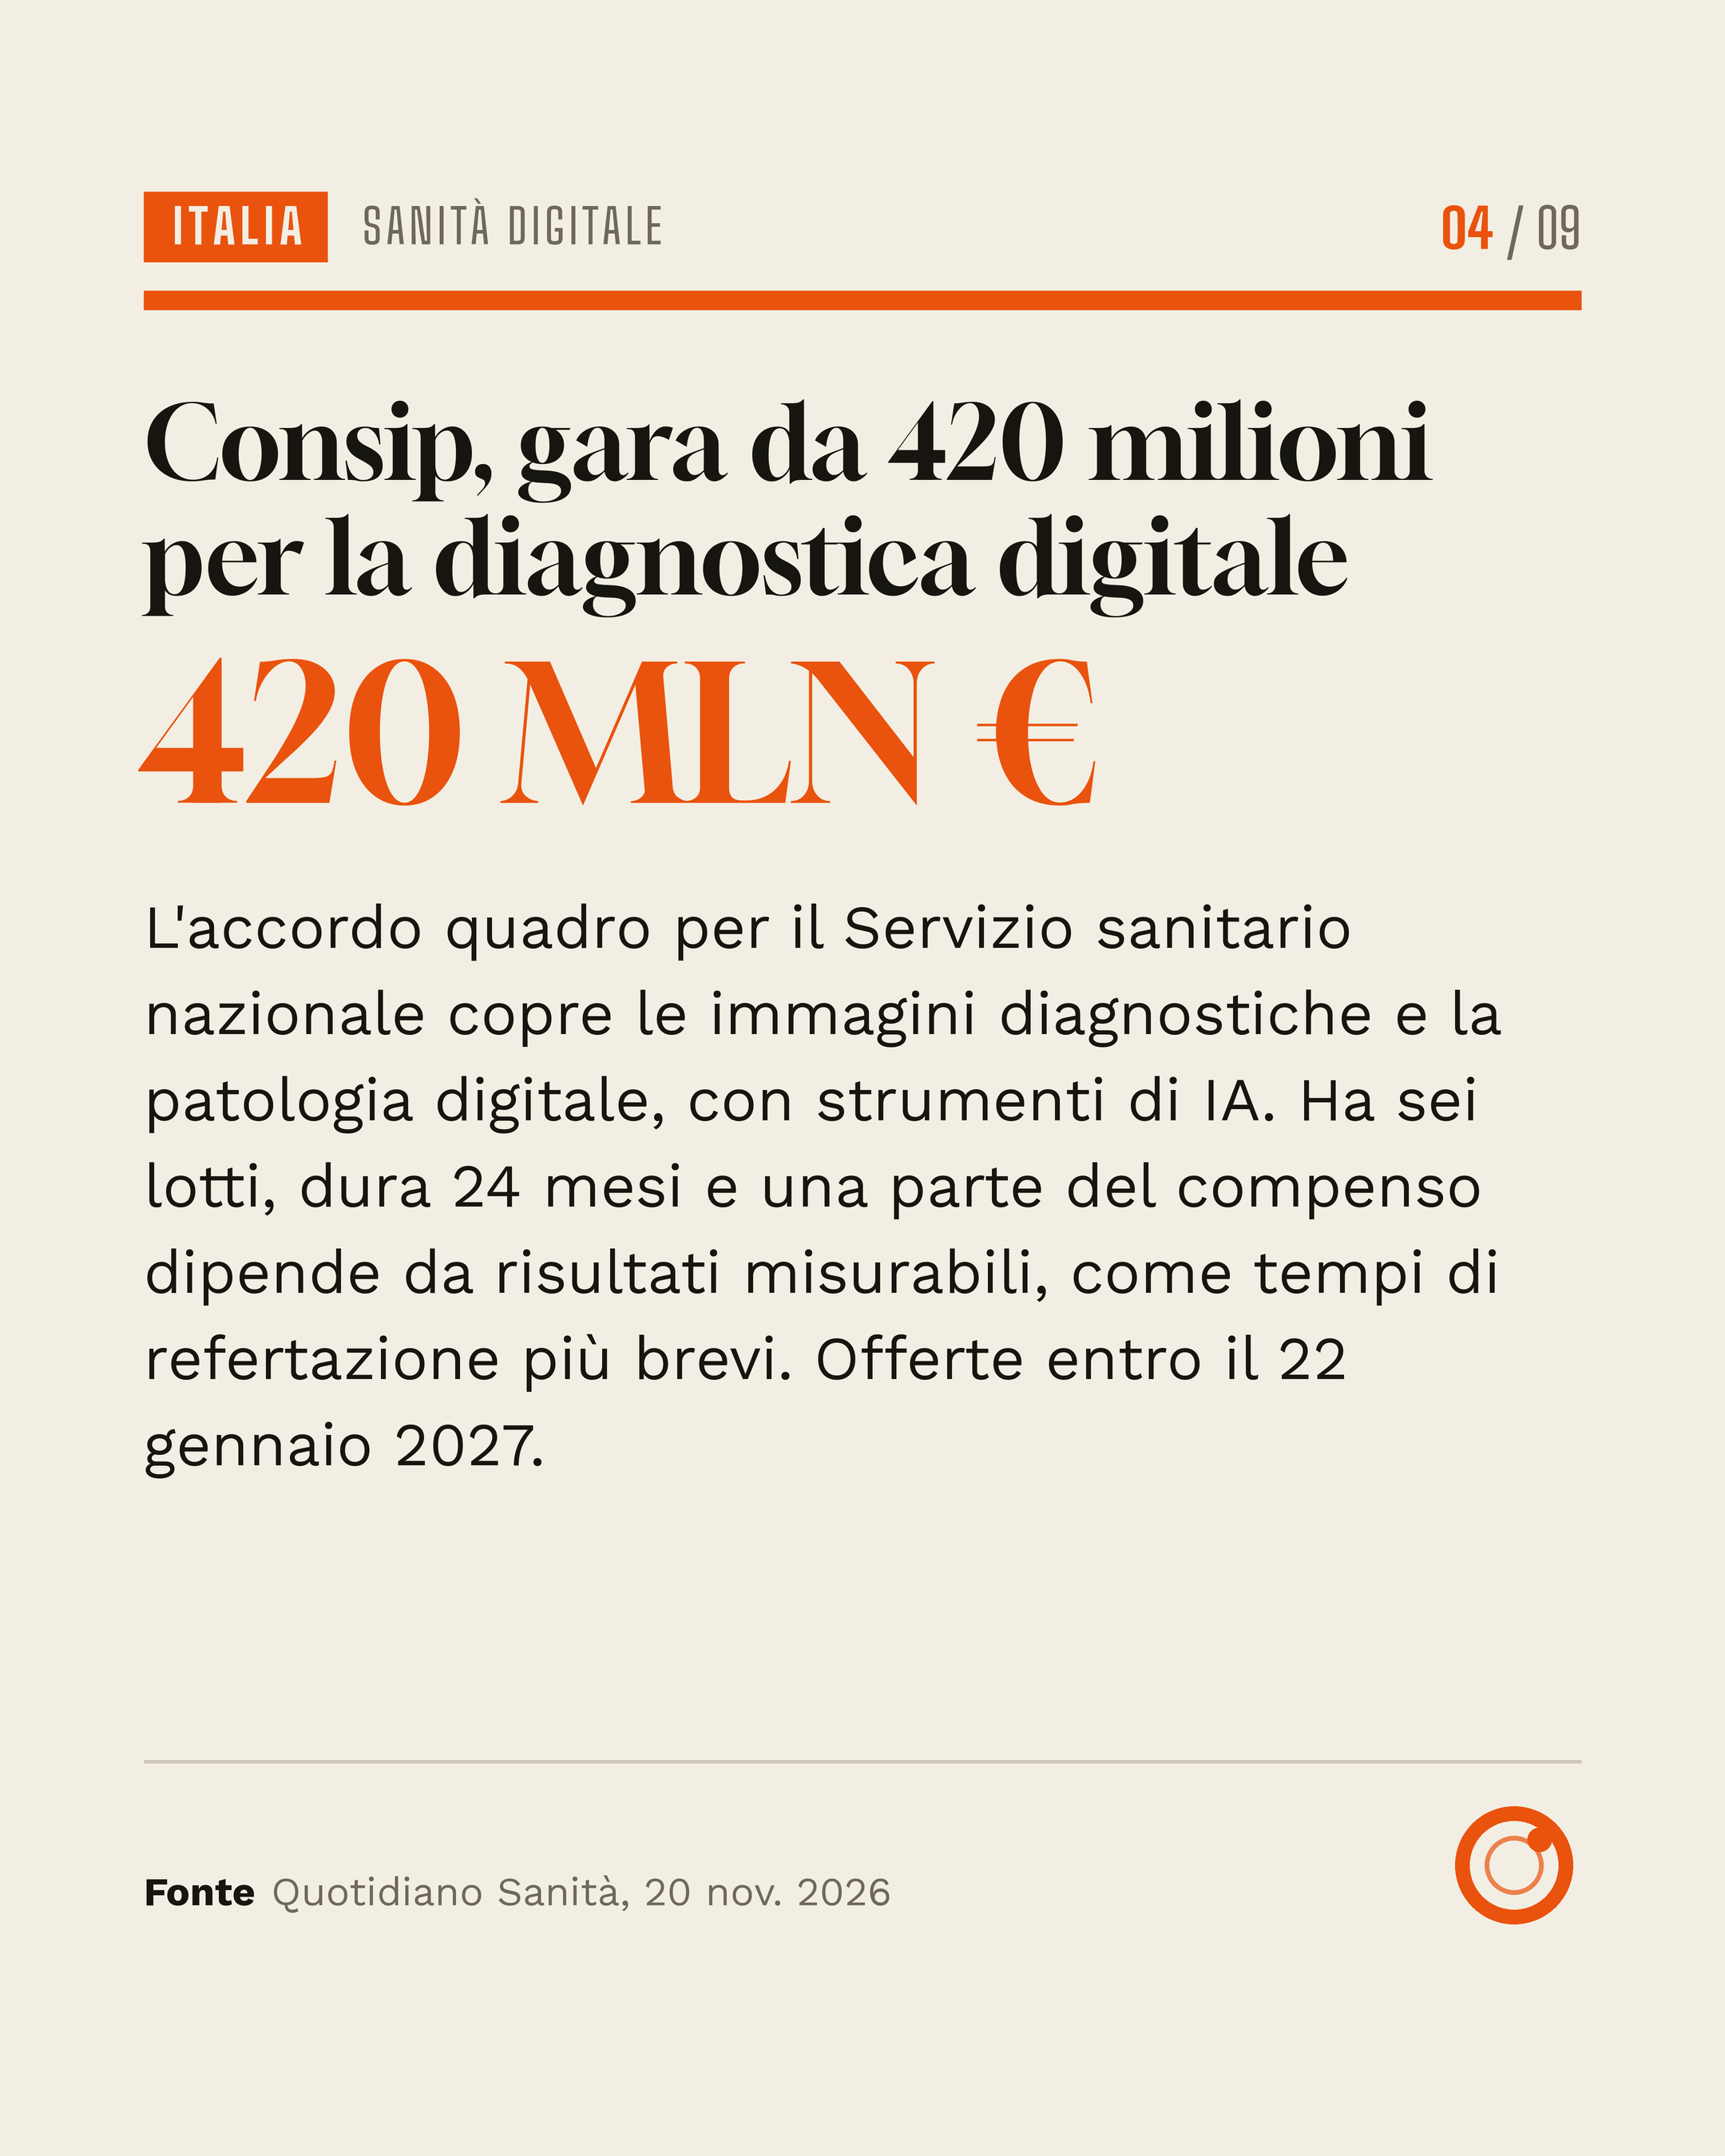 ITALIA SANITÀ DIGITALE 04 / 09
Consip, gara da 420 milioni
per la diagnostica digitale
420 MLN €
L'accordo quadro per il Servizio sanitario
nazionale copre le immagini diagnostiche e la
patologia digitale, con strumenti di IA. Ha sei
lotti, dura 24 mesi e una parte del compenso
dipende da risultati misurabili, come tempi di
refertazione più brevi. Offerte entro il 22
gennaio 2027.
Fonte Quotidiano Sanità, 20 nov. 2026